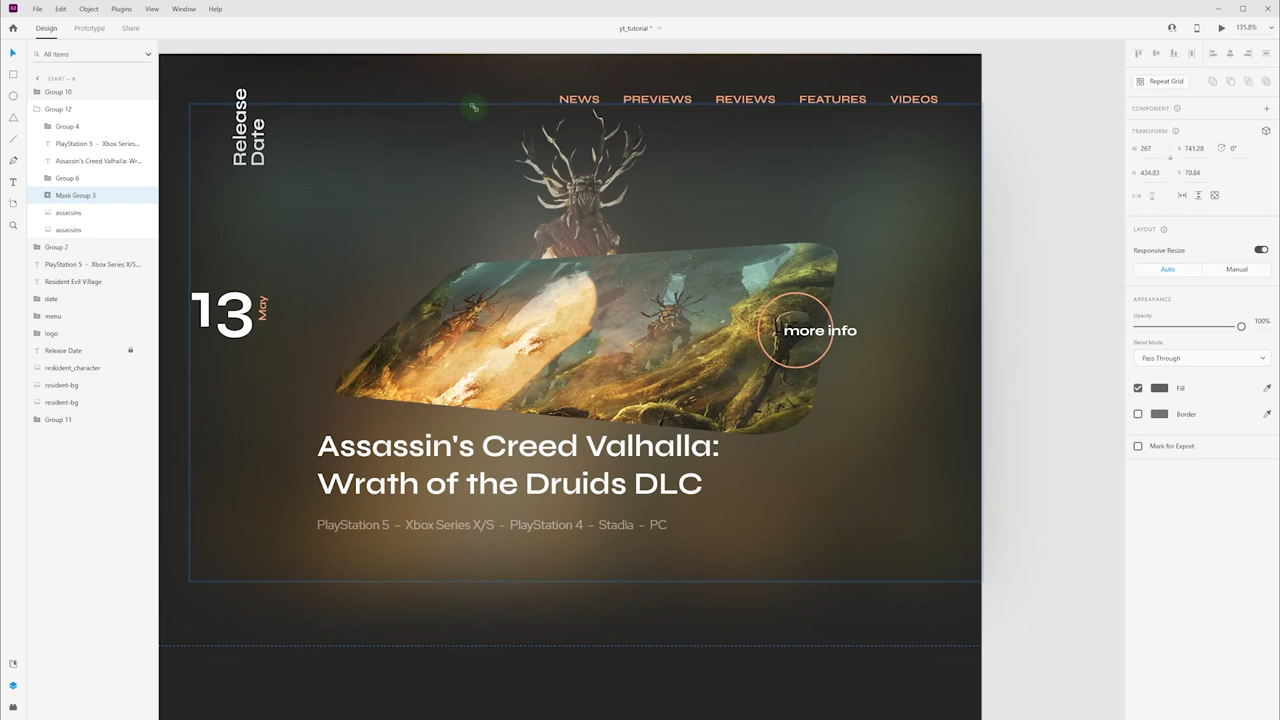 File Edit Object Plugins View Window Help
Design Prototype Share
yt_tutorial *
135.8%
All Items
START – 8
Group 10
Group 12
Group 4
PlayStation 5 - Xbox Series...
Assassin's Creed Valhalla: Wr...
Group 6
Mask Group 3
assassins
assassins
Group 2
PlayStation 5 - Xbox Series X/S...
Resident Evil Village
date
menu
logo
Release Date
reskident_character
resident-bg
resident-bg
Group 11
Release
Date
NEWS PREVIEWS REVIEWS FEATURES VIDEOS
13
May
more info
Assassin's Creed Valhalla:
Wrath of the Druids DLC
PlayStation 5 - Xbox Series X/S - PlayStation 4 - Stadia - PC
Repeat Grid
COMPONENT
TRANSFORM
W 267 X 741.28 0°
H 434.83 Y 70.84
LAYOUT
Responsive Resize
Auto Manual
APPEARANCE
Opacity
100%
Blend Mode
Pass Through
Fill
Border
Mark for Export